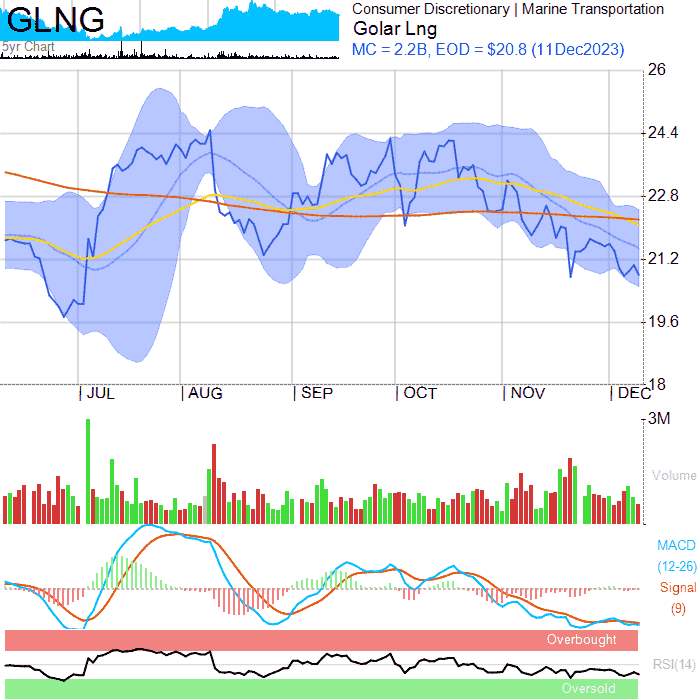 GLNG
5yr Chart
Consumer Discretionary | Marine Transportation
Golar Lng
MC = 2.2B, EOD = $20.8 (11Dec2023)
26
24.4
22.8
21.2
19.6
18
JUL AUG SEP OCT NOV DEC
3M
Volume
MACD
(12-26)
Signal
(9)
Overbought
RSI(14)
Oversold